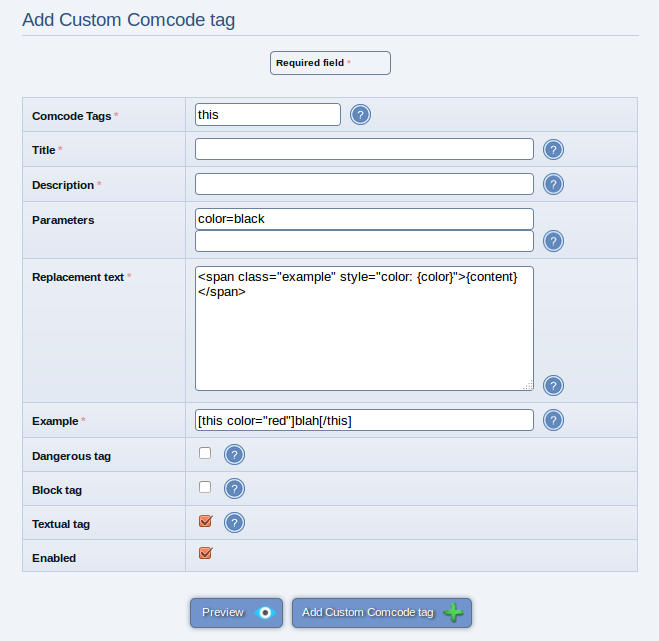 Add Custom Comcode tag
Required field *
Comcode Tags * this ?
Title * ?
Description * ?
Parameters color=black
?
Replacement text * <span class="example" style="color: {color}">{content}
</span>
?
Example * [this color="red"]blah[/this] ?
Dangerous tag ?
Block tag ?
Textual tag ?
Enabled
Preview Add Custom Comcode tag